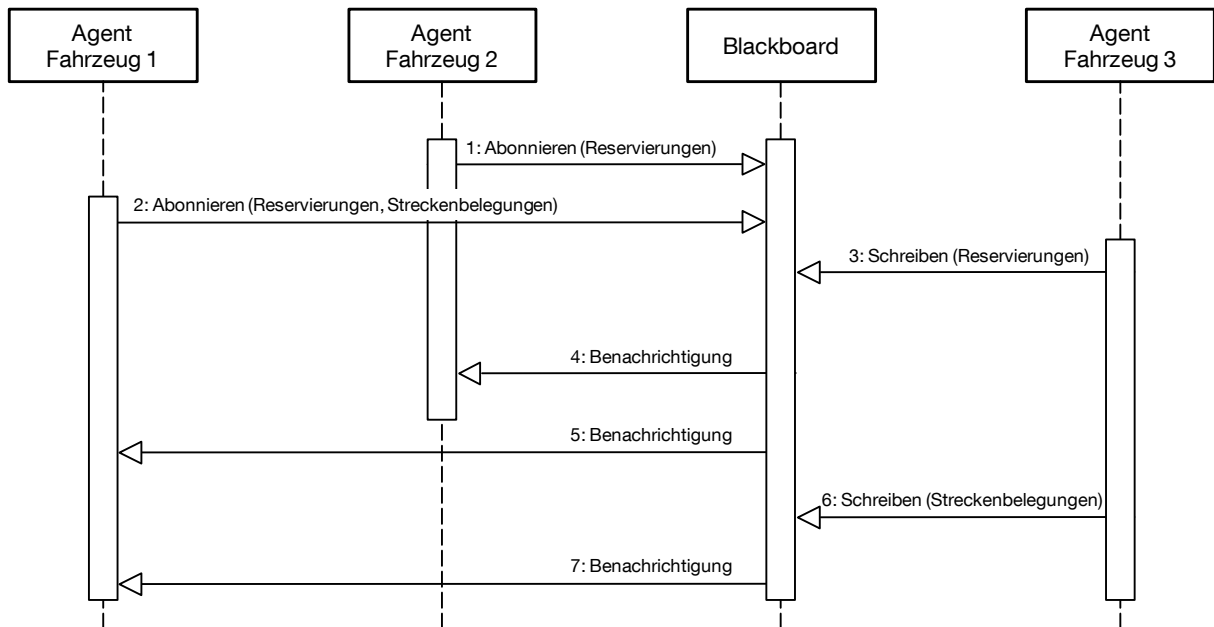 Agent
Fahrzeug 1
Agent
Fahrzeug 2
Blackboard
Agent
Fahrzeug 3
1: Abonnieren (Reservierungen)
2: Abonnieren (Reservierungen, Streckenbelegungen)
3: Schreiben (Reservierungen)
4: Benachrichtigung
5: Benachrichtigung
6: Schreiben (Streckenbelegungen)
7: Benachrichtigung